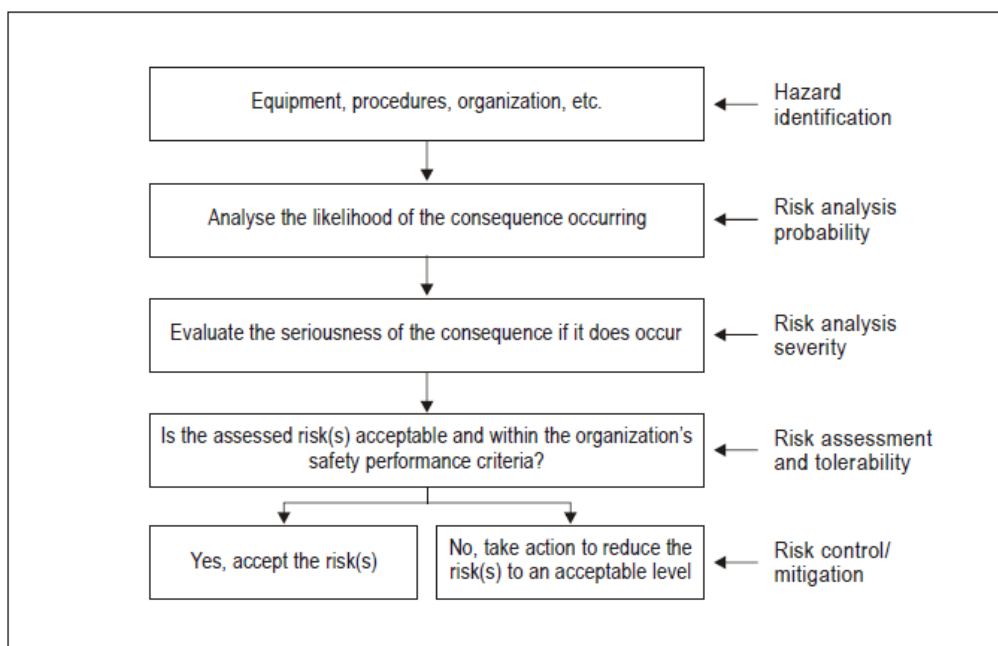 Equipment, procedures, organization, etc.
Hazard
identification
Analyse the likelihood of the consequence occurring
Risk analysis
probability
Evaluate the seriousness of the consequence if it does occur
Risk analysis
severity
Is the assessed risk(s) acceptable and within the organization's
safety performance criteria?
Risk assessment
and tolerability
Yes, accept the risk(s)
No, take action to reduce the
risk(s) to an acceptable level
Risk control/
mitigation